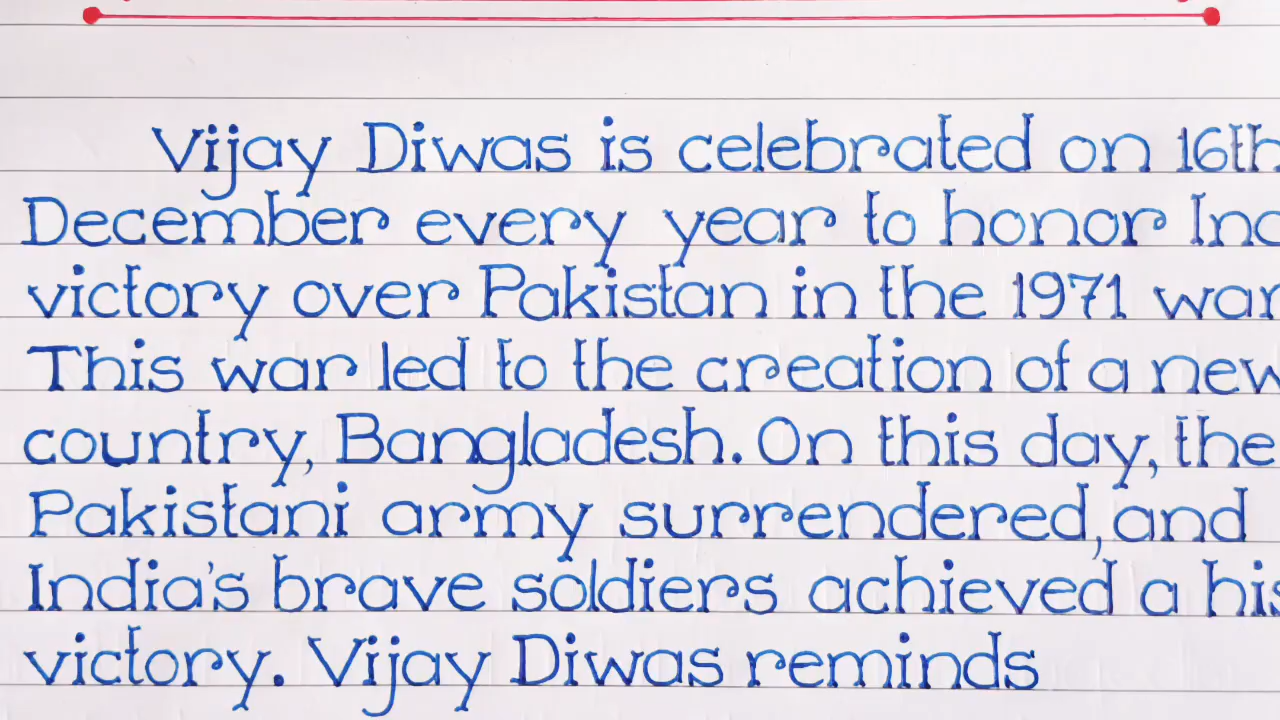 Vijay Diwas is celebrated on 16th
December every year to honor
victory over Pakistan in the 1971 war
This war led to the creation of a new
country, Bangladesh. On this day, the
Pakistani army surrendered, and
India's brave soldiers achieved a
victory. Vijay Diwas reminds